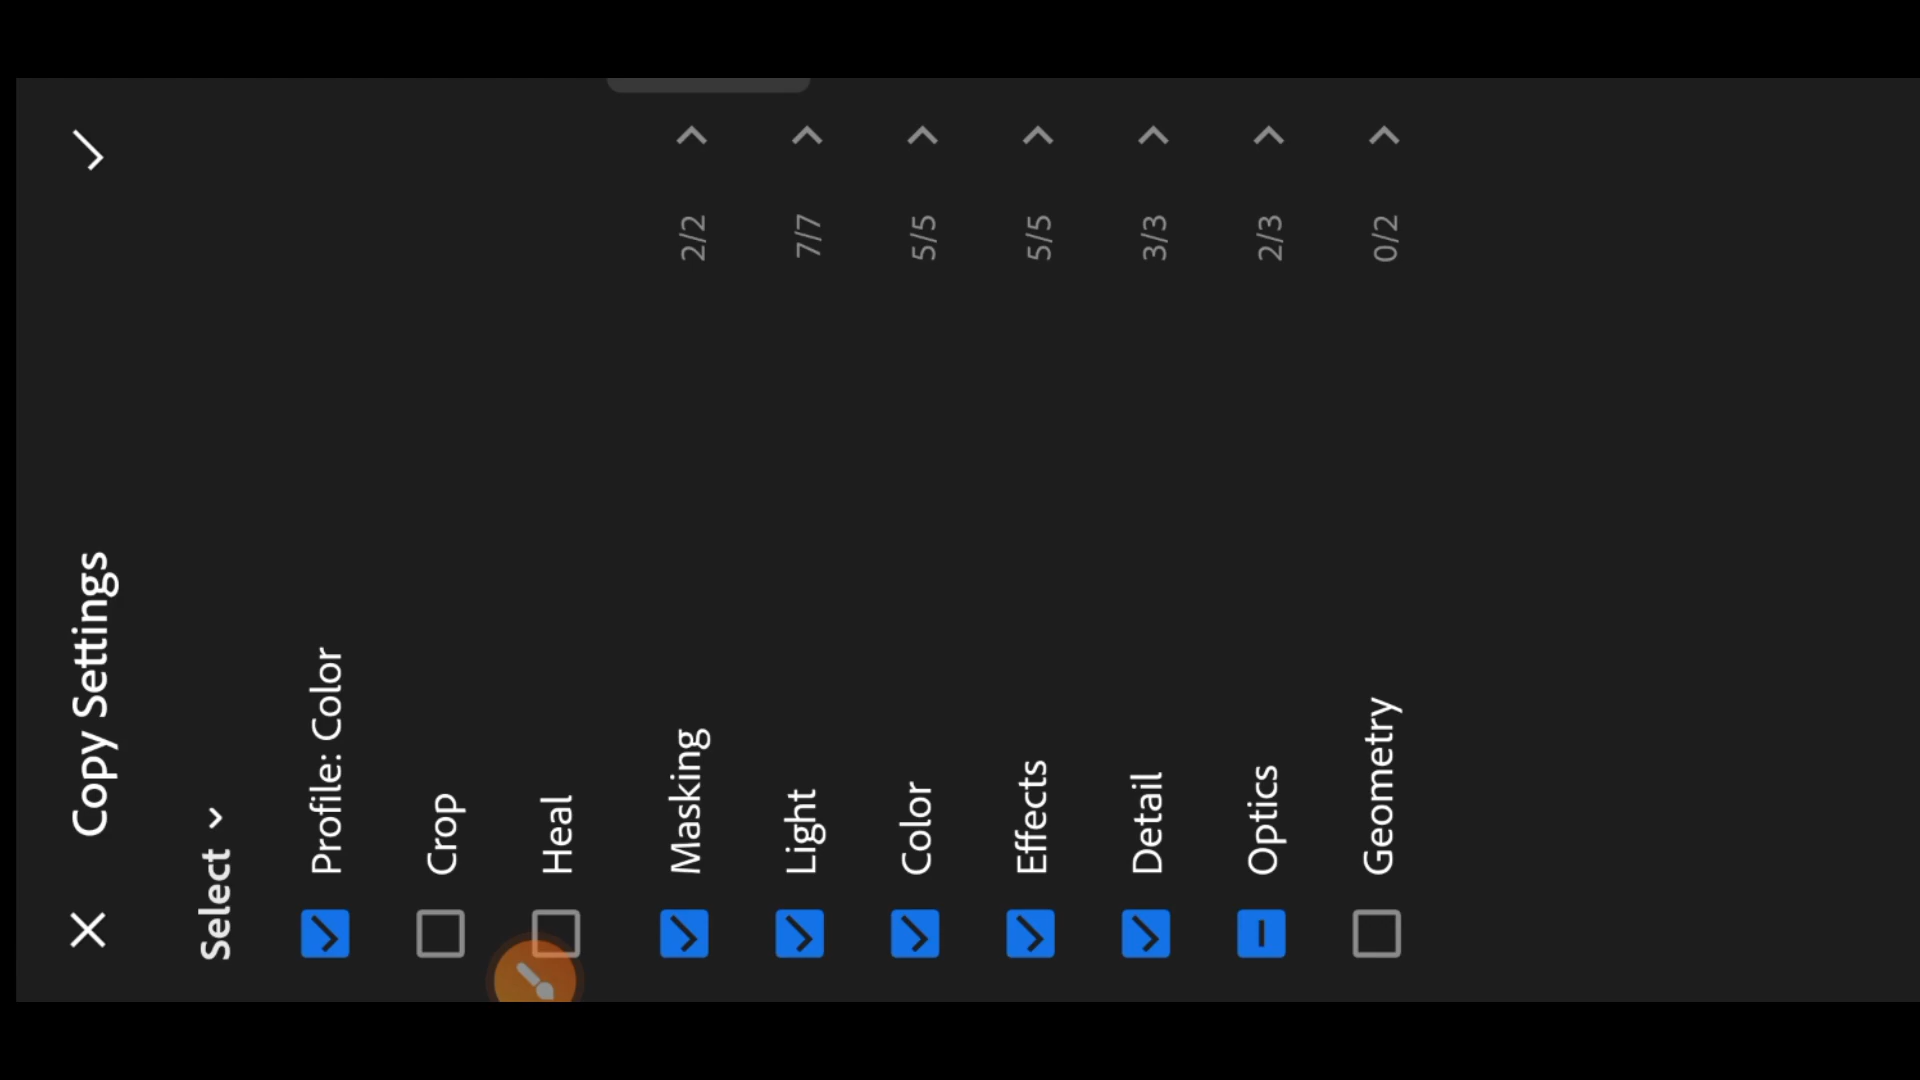 Copy Settings
Select
Profile: Color
Crop
Heal
Masking 2/2
Light 7/7
Color 5/5
Effects 5/5
Detail 3/3
Optics 2/3
Geometry 0/2